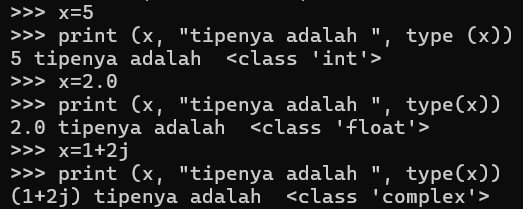 >>> x=5
>>> print (x, "tipenya adalah ", type (x))
5 tipenya adalah  <class 'int'>
>>> x=2.0
>>> print (x, "tipenya adalah ", type(x))
2.0 tipenya adalah  <class 'float'>
>>> x=1+2j
>>> print (x, "tipenya adalah ", type(x))
(1+2j) tipenya adalah  <class 'complex'>